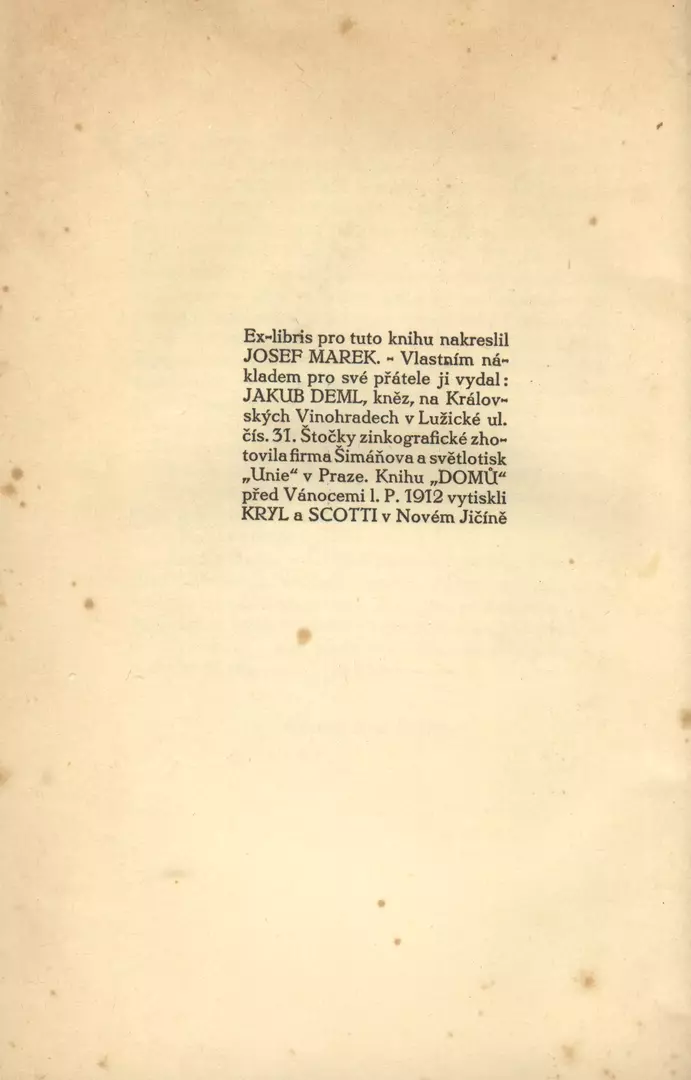 Ex-libris pro tuto knihu nakreslil
JOSEF MAREK. - Vlastním ná-
kladem pro své přátele ji vydal:
JAKUB DEML, kněz, na Králov-
ských Vinohradech v Lužické ul.
čís. 31. Štočky zinkografické zho-
tovila firma Šimáňova a světlotisk
„Unie“ v Praze. Knihu „DOMŮ“
před Vánocemi l. P. 1912 vytiskli
KRYL a SCOTTI v Novém Jičíně